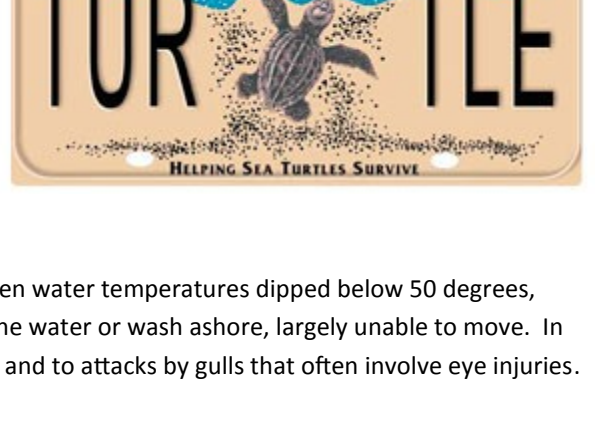 TUR TLE
HELPING SEA TURTLES SURVIVE
en water temperatures dipped below 50 degrees,
he water or wash ashore, largely unable to move. In
and to attacks by gulls that often involve eye injuries.